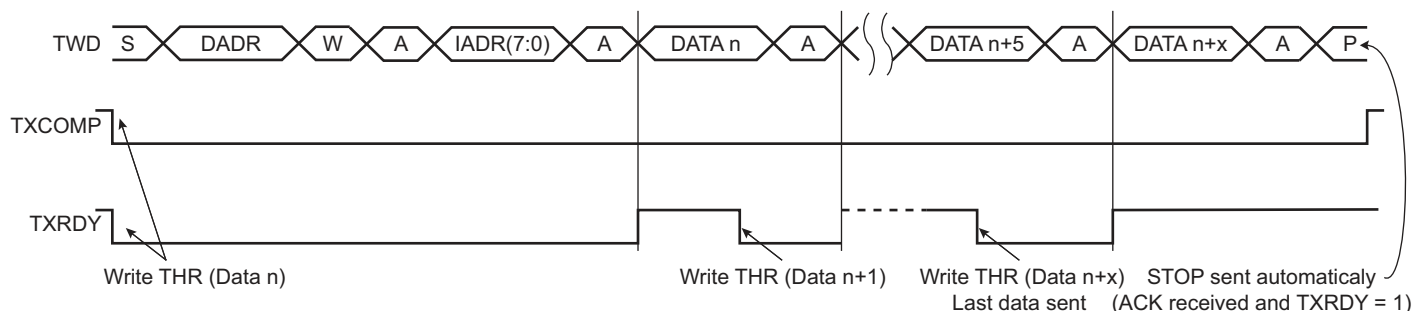 TWD S DADR W A IADR(7:0) A DATA n A DATA n+5 A DATA n+x A P
TXCOMP
TXRDY
Write THR (Data n) Write THR (Data n+1) Write THR (Data n+x) STOP sent automaticaly
Last data sent (ACK received and TXRDY = 1)